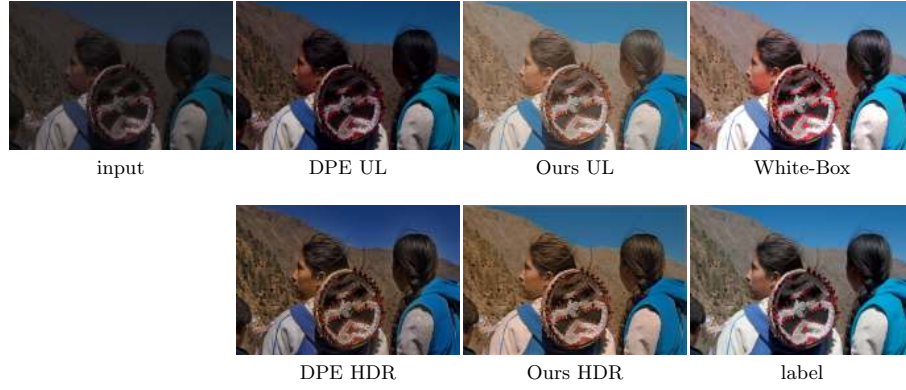 input
DPE UL
Ours UL
White-Box
DPE HDR
Ours HDR
label